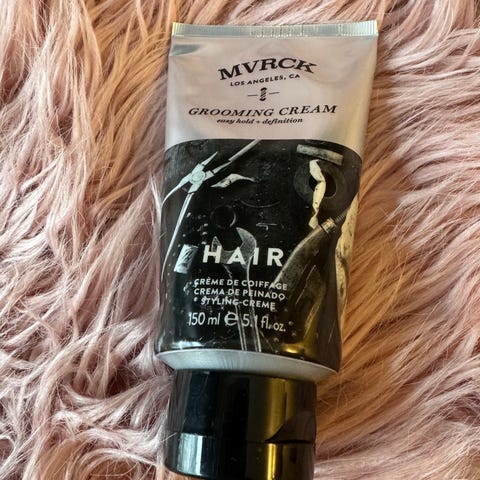 MVRCK
LOS ANGELES, CA
GROOMING CREAM
easy hold + definition
HAIR
CRÈME DE COIFFAGE
CREMA DE PEINADO
STYLING-CREME
150 ml ℮ 5.1 fl. oz.